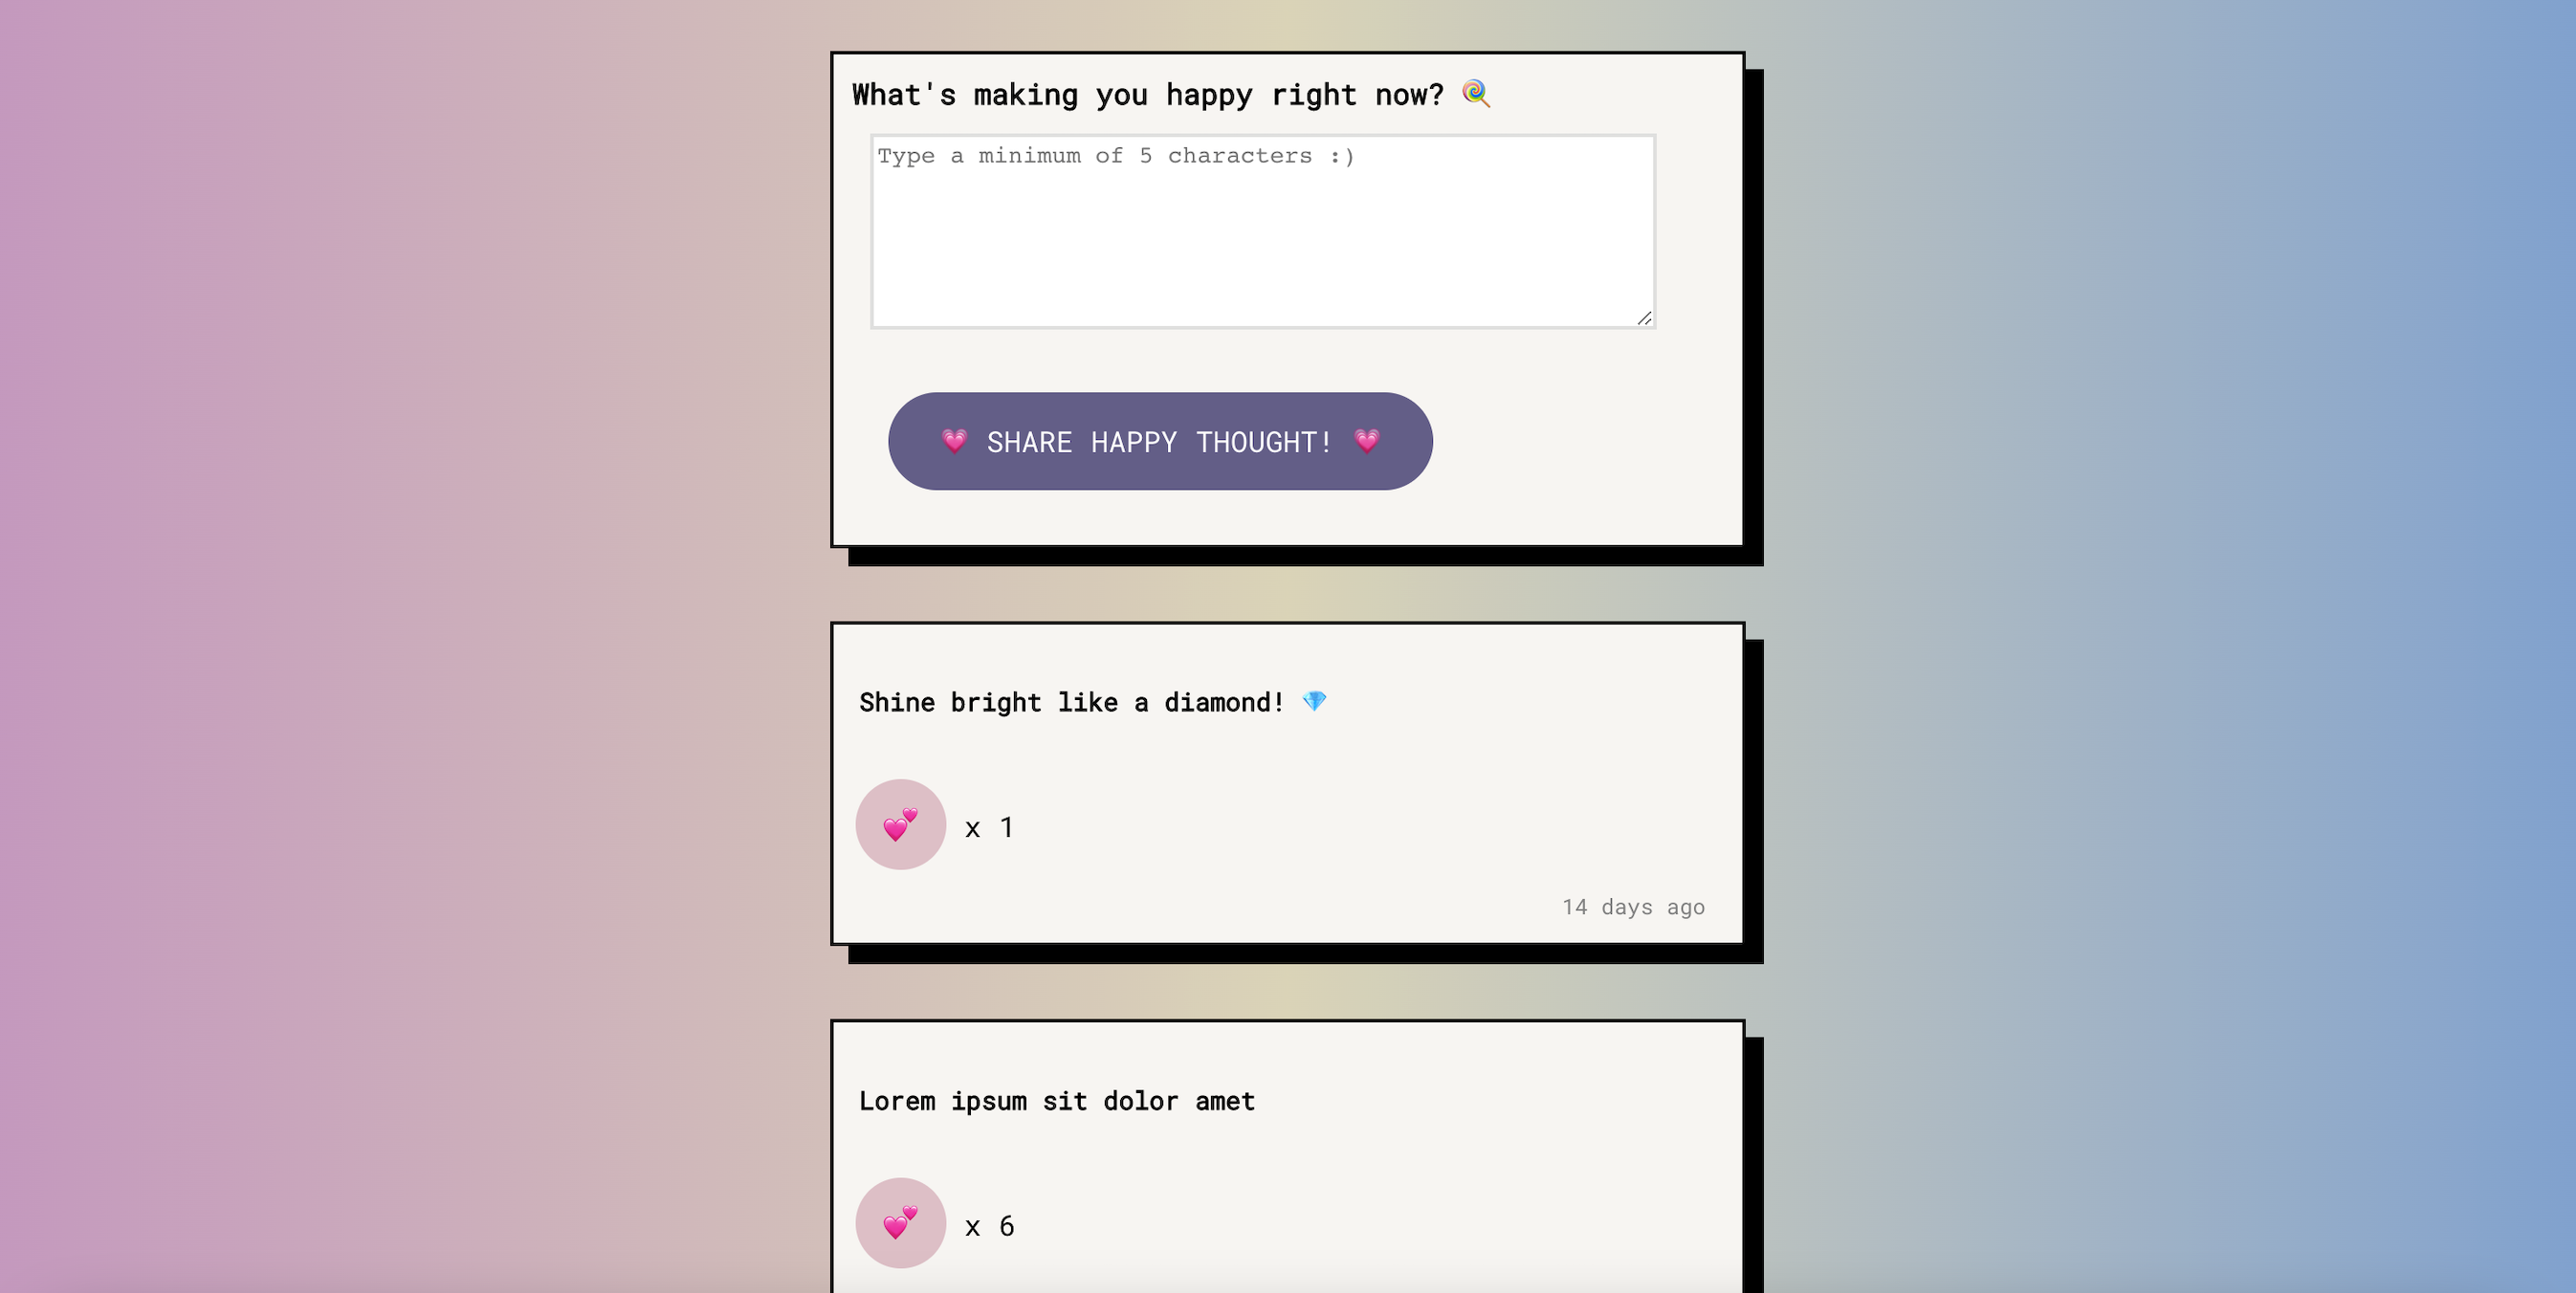 What's making you happy right now? 🍭
Type a minimum of 5 characters :)
💗 SHARE HAPPY THOUGHT! 💗
Shine bright like a diamond! 💎
💕 x 1
14 days ago
Lorem ipsum sit dolor amet
💕 x 6